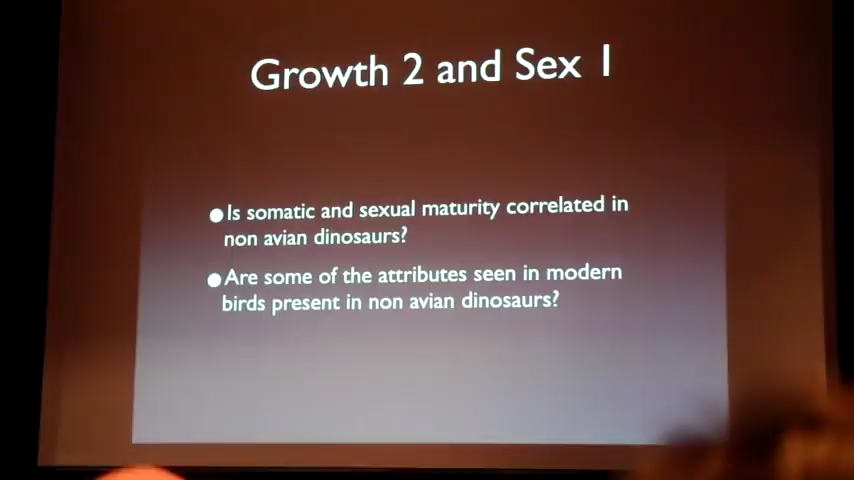 Growth 2 and Sex 1
●Is somatic and sexual maturity correlated in
non avian dinosaurs?
●Are some of the attributes seen in modern
birds present in non avian dinosaurs?